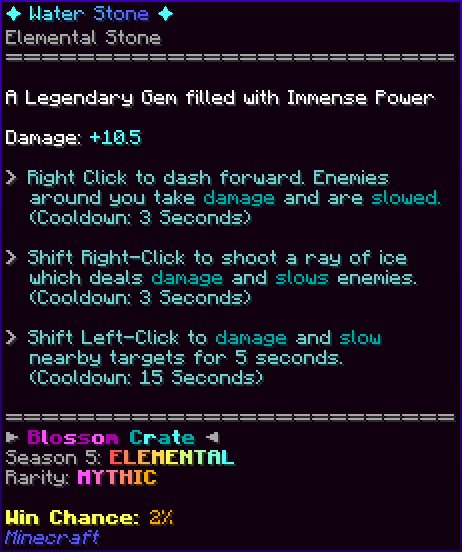 ✦ Water Stone ✦
Elemental Stone
==================================
A Legendary Gem filled with Immense Power
Damage: +10.5
> Right Click to dash forward. Enemies
around you take damage and are slowed.
(Cooldown: 3 Seconds)
> Shift Right-Click to shoot a ray of ice
which deals damage and slows enemies.
(Cooldown: 3 Seconds)
> Shift Left-Click to damage and slow
nearby targets for 5 seconds.
(Cooldown: 15 Seconds)
==================================
► Blossom Crate ◄
Season 5: ELEMENTAL
Rarity: MYTHIC
Win Chance: 2%
Minecraft